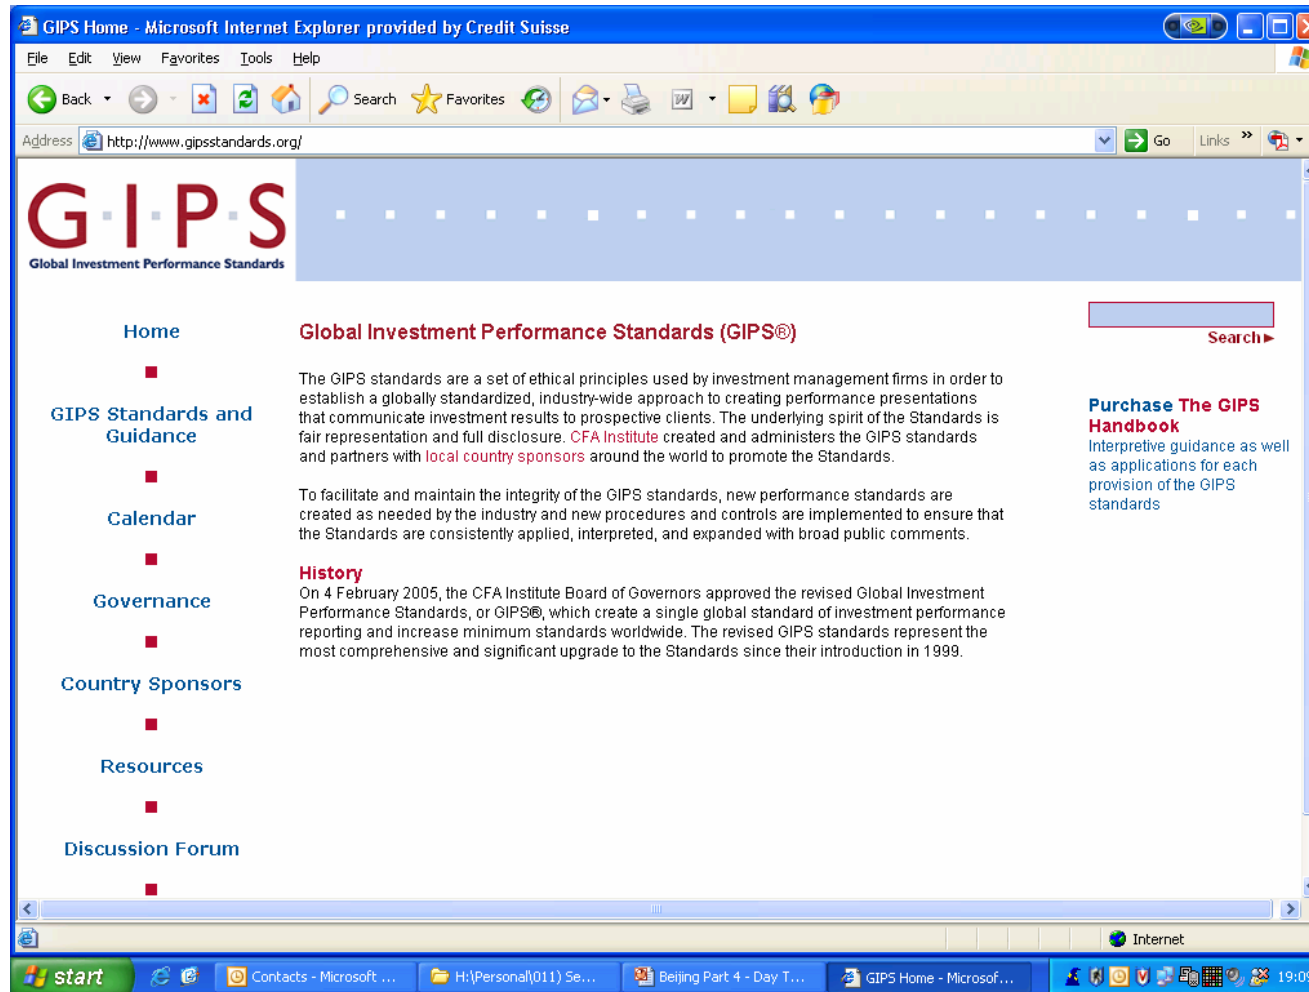 GIPS Home - Microsoft Internet Explorer provided by Credit Suisse
File Edit View Favorites Tools Help
Back Search Favorites
Address http://www.gipsstandards.org/ Go Links »
G·I·P·S
Global Investment Performance Standards
Home
GIPS Standards and
Guidance
Calendar
Governance
Country Sponsors
Resources
Discussion Forum
Global Investment Performance Standards (GIPS®)
The GIPS standards are a set of ethical principles used by investment management firms in order to
establish a globally standardized, industry-wide approach to creating performance presentations
that communicate investment results to prospective clients. The underlying spirit of the Standards is
fair representation and full disclosure. CFA Institute created and administers the GIPS standards
and partners with local country sponsors around the world to promote the Standards.
To facilitate and maintain the integrity of the GIPS standards, new performance standards are
created as needed by the industry and new procedures and controls are implemented to ensure that
the Standards are consistently applied, interpreted, and expanded with broad public comments.
History
On 4 February 2005, the CFA Institute Board of Governors approved the revised Global Investment
Performance Standards, or GIPS®, which create a single global standard of investment performance
reporting and increase minimum standards worldwide. The revised GIPS standards represent the
most comprehensive and significant upgrade to the Standards since their introduction in 1999.
Search
Purchase The GIPS
Handbook
Interpretive guidance as well
as applications for each
provision of the GIPS
standards
Internet
start Contacts - Microsoft ... H:\Personal\011) Se... Beijing Part 4 - Day T... GIPS Home - Microsof... 19:09